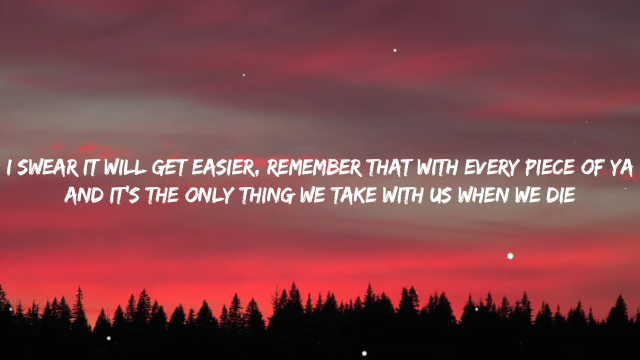 I SWEAR IT WILL GET EASIER, REMEMBER THAT WITH EVERY PIECE OF YA
AND IT'S THE ONLY THING WE TAKE WITH US WHEN WE DIE